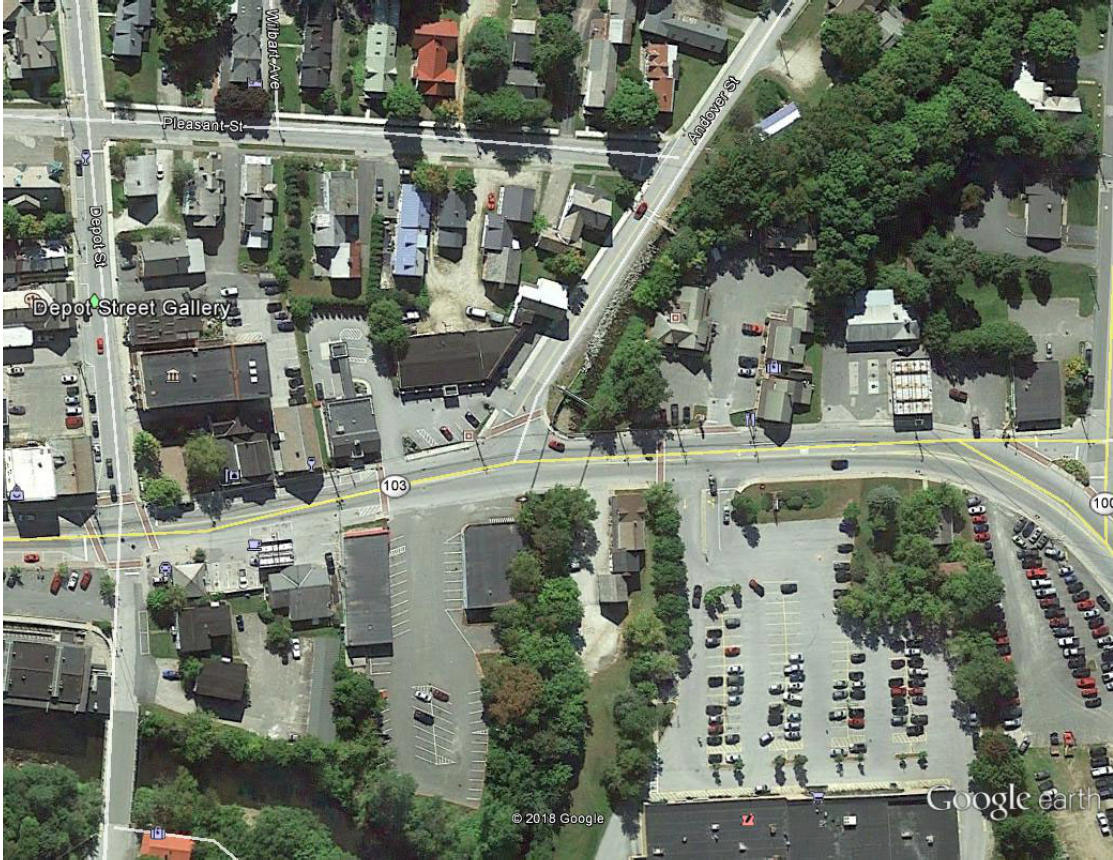 Wilbart Ave
Pleasant St
Andover St
Depot St
Depot Street Gallery
103
100
Google earth
© 2018 Google